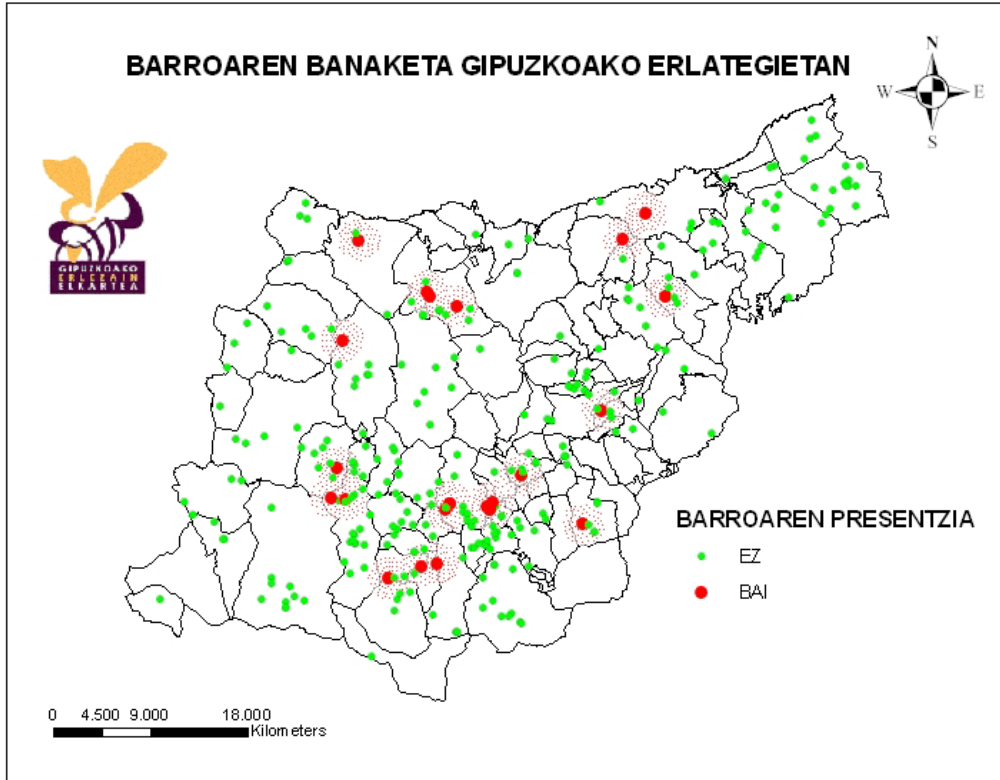 BARROAREN BANAKETA GIPUZKOAKO ERLATEGIETAN
N
W E
S
GIPUZKOAKO
ERLEZAIN
ELKARTEA
BARROAREN PRESENTZIA
EZ
BAI
0 4.500 9.000 18.000
Kilometers